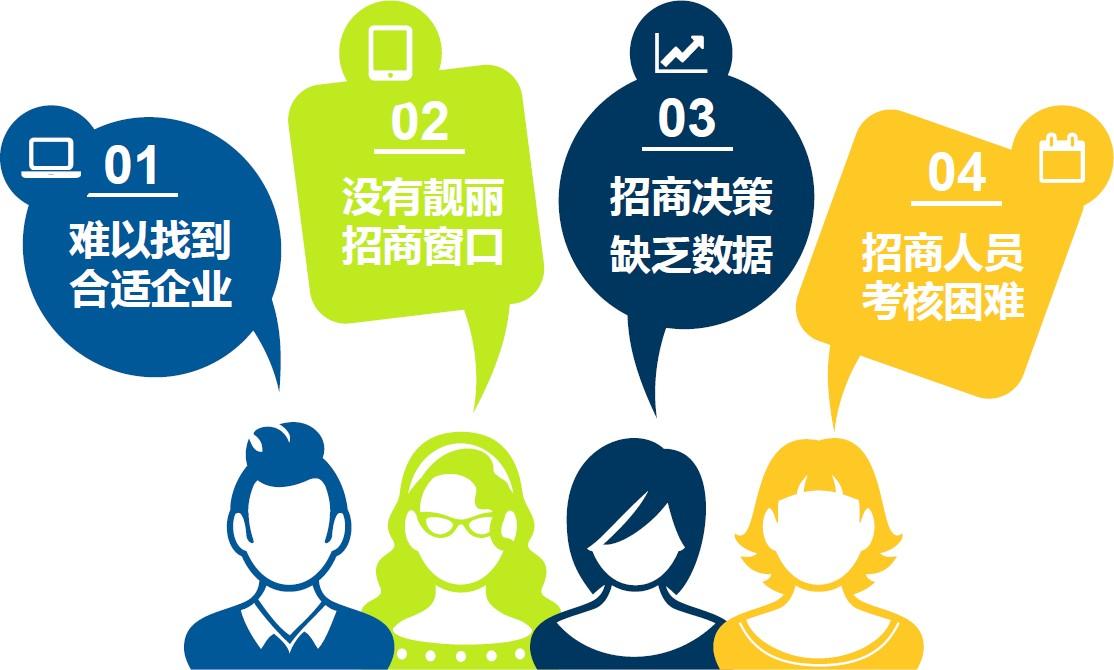 01
难以找到
合适企业
02
没有靓丽
招商窗口
03
招商决策
缺乏数据
04
招商人员
考核困难